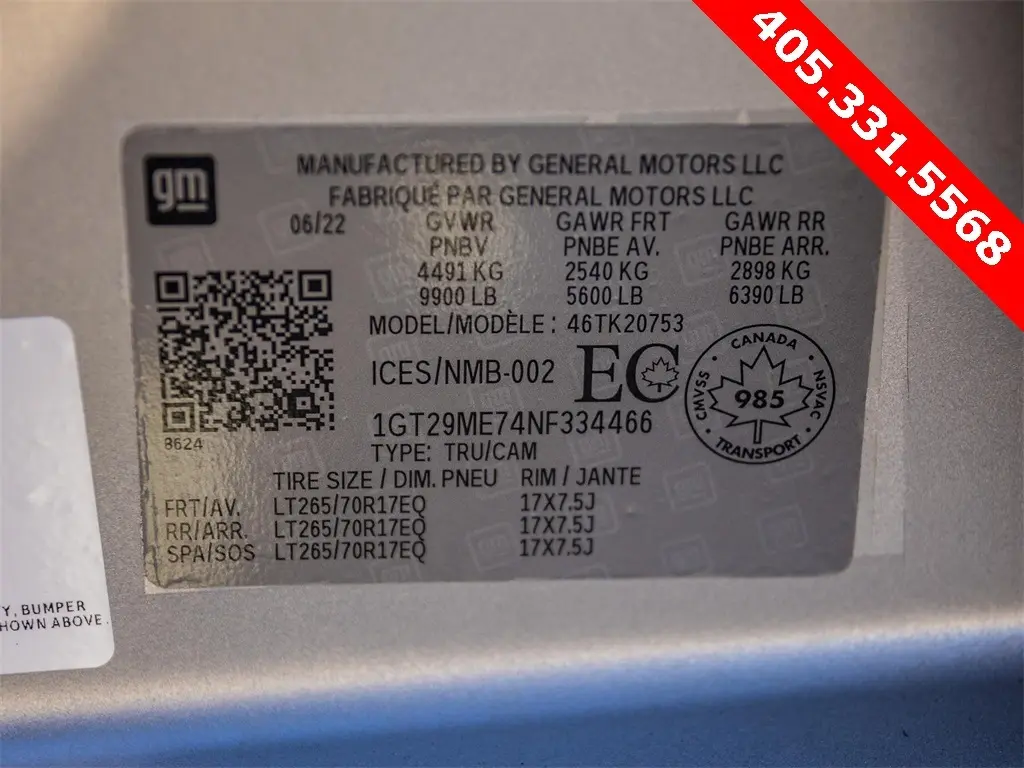 405.331.5568
gm
MANUFACTURED BY GENERAL MOTORS LLC
FABRIQUÉ PAR GENERAL MOTORS LLC
06/22 GVWR GAWR FRT GAWR RR
PNBV PNBE AV. PNBE ARR.
4491 KG 2540 KG 2898 KG
9900 LB 5600 LB 6390 LB
MODEL/MODÈLE : 46TK20753
ICES/NMB-002 EC
CANADA
CMVSS 985 NSVAC
TRANSPORT
1GT29ME74NF334466
8624
TYPE: TRU/CAM
TIRE SIZE / DIM. PNEU RIM / JANTE
FRT/AV. LT265/70R17EQ 17X7.5J
RR/ARR. LT265/70R17EQ 17X7.5J
SPA/SOS LT265/70R17EQ 17X7.5J
Y, BUMPER
HOWN ABOVE.